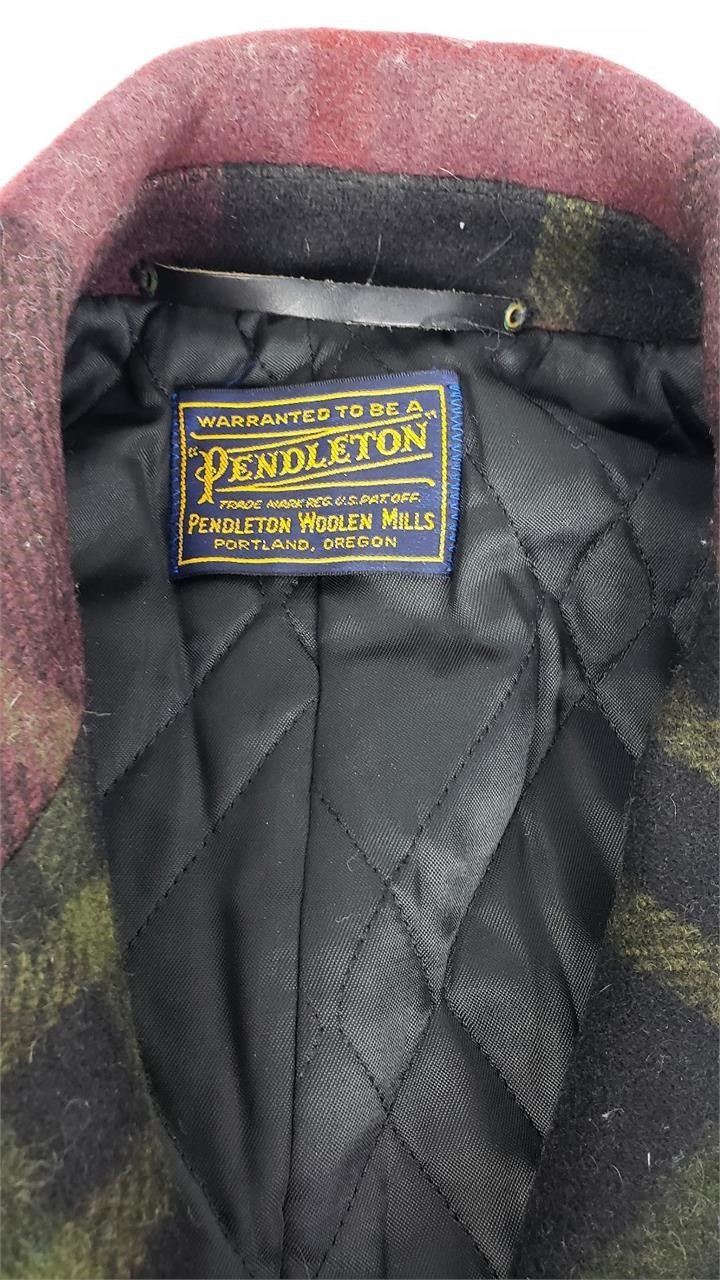 WARRANTED TO BE A
"PENDLETON"
TRADE MARK REG. U.S. PAT. OFF.
PENDLETON WOOLEN MILLS
PORTLAND, OREGON